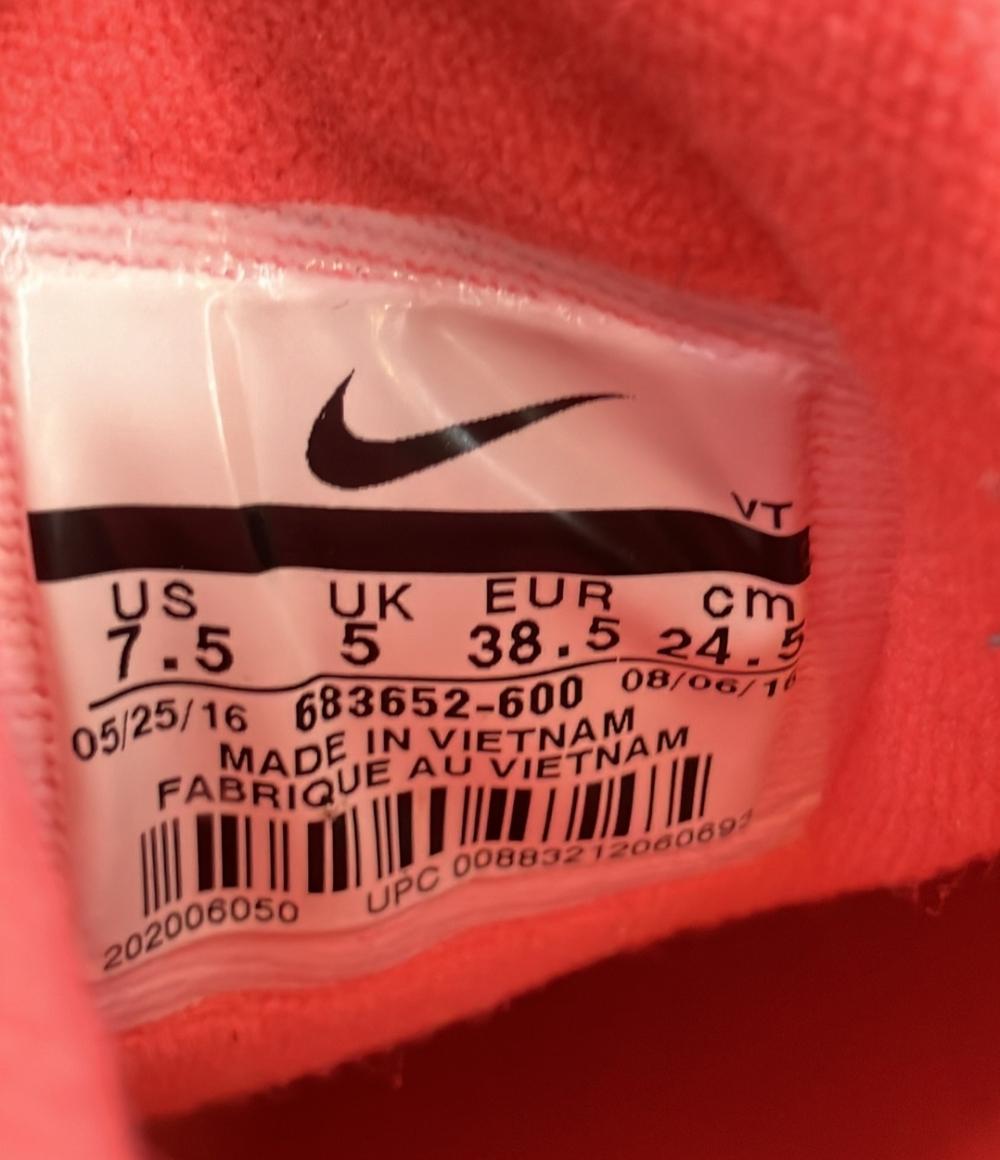 VT
US UK EUR cm
7.5 5 38.5 24.5
05/25/16 683652-600 08/06/16
MADE IN VIETNAM
FABRIQUE AU VIETNAM
202006050 UPC 00883212060693